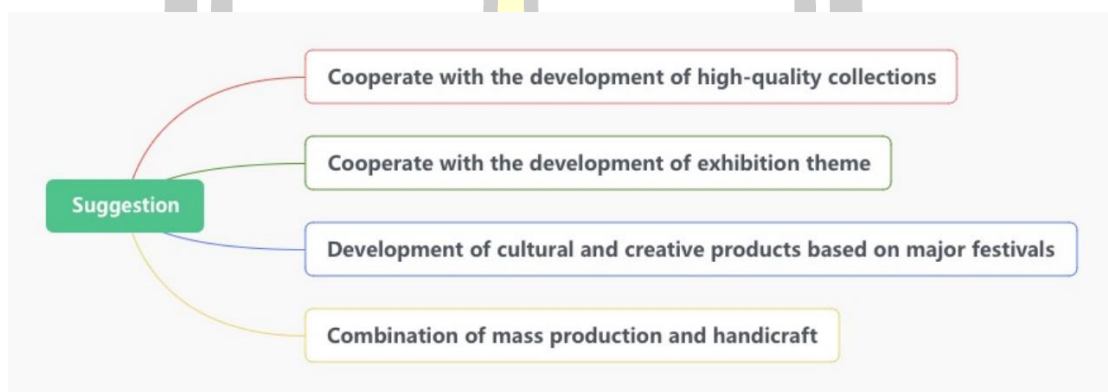 Cooperate with the development of high-quality collections
Cooperate with the development of exhibition theme
Suggestion
Development of cultural and creative products based on major festivals
Combination of mass production and handicraft